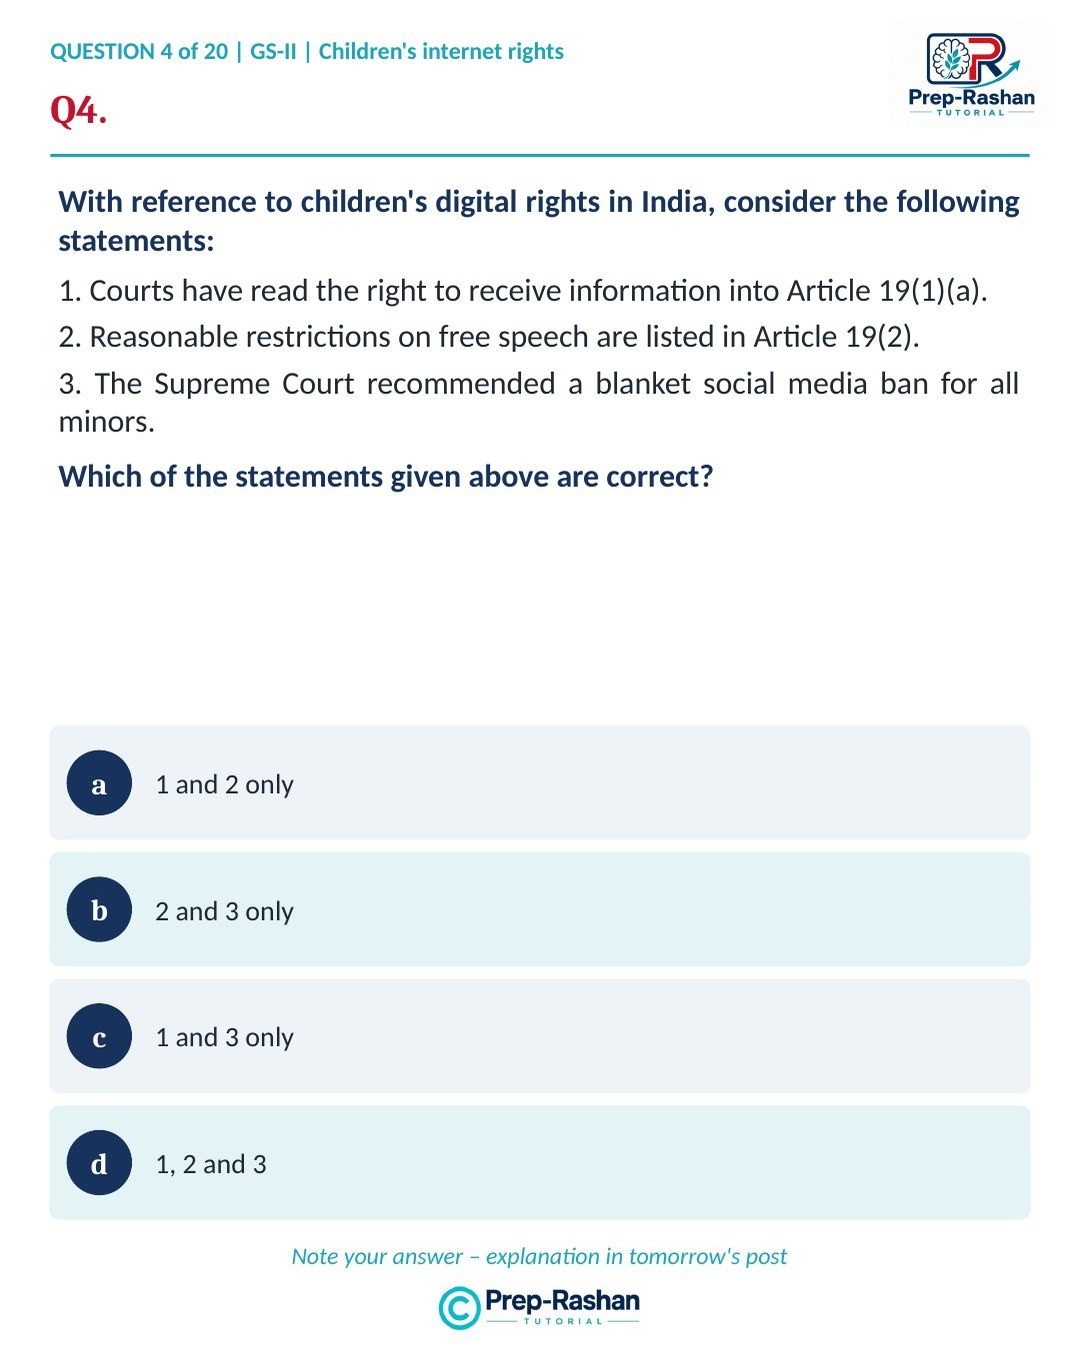 QUESTION 4 of 20 | GS-II | Children's internet rights
Prep-Rashan
TUTORIAL
Q4.
With reference to children's digital rights in India, consider the following
statements:
1. Courts have read the right to receive information into Article 19(1)(a).
2. Reasonable restrictions on free speech are listed in Article 19(2).
3. The Supreme Court recommended a blanket social media ban for all
minors.
Which of the statements given above are correct?
a 1 and 2 only
b 2 and 3 only
c 1 and 3 only
d 1, 2 and 3
Note your answer – explanation in tomorrow's post
© Prep-Rashan
TUTORIAL